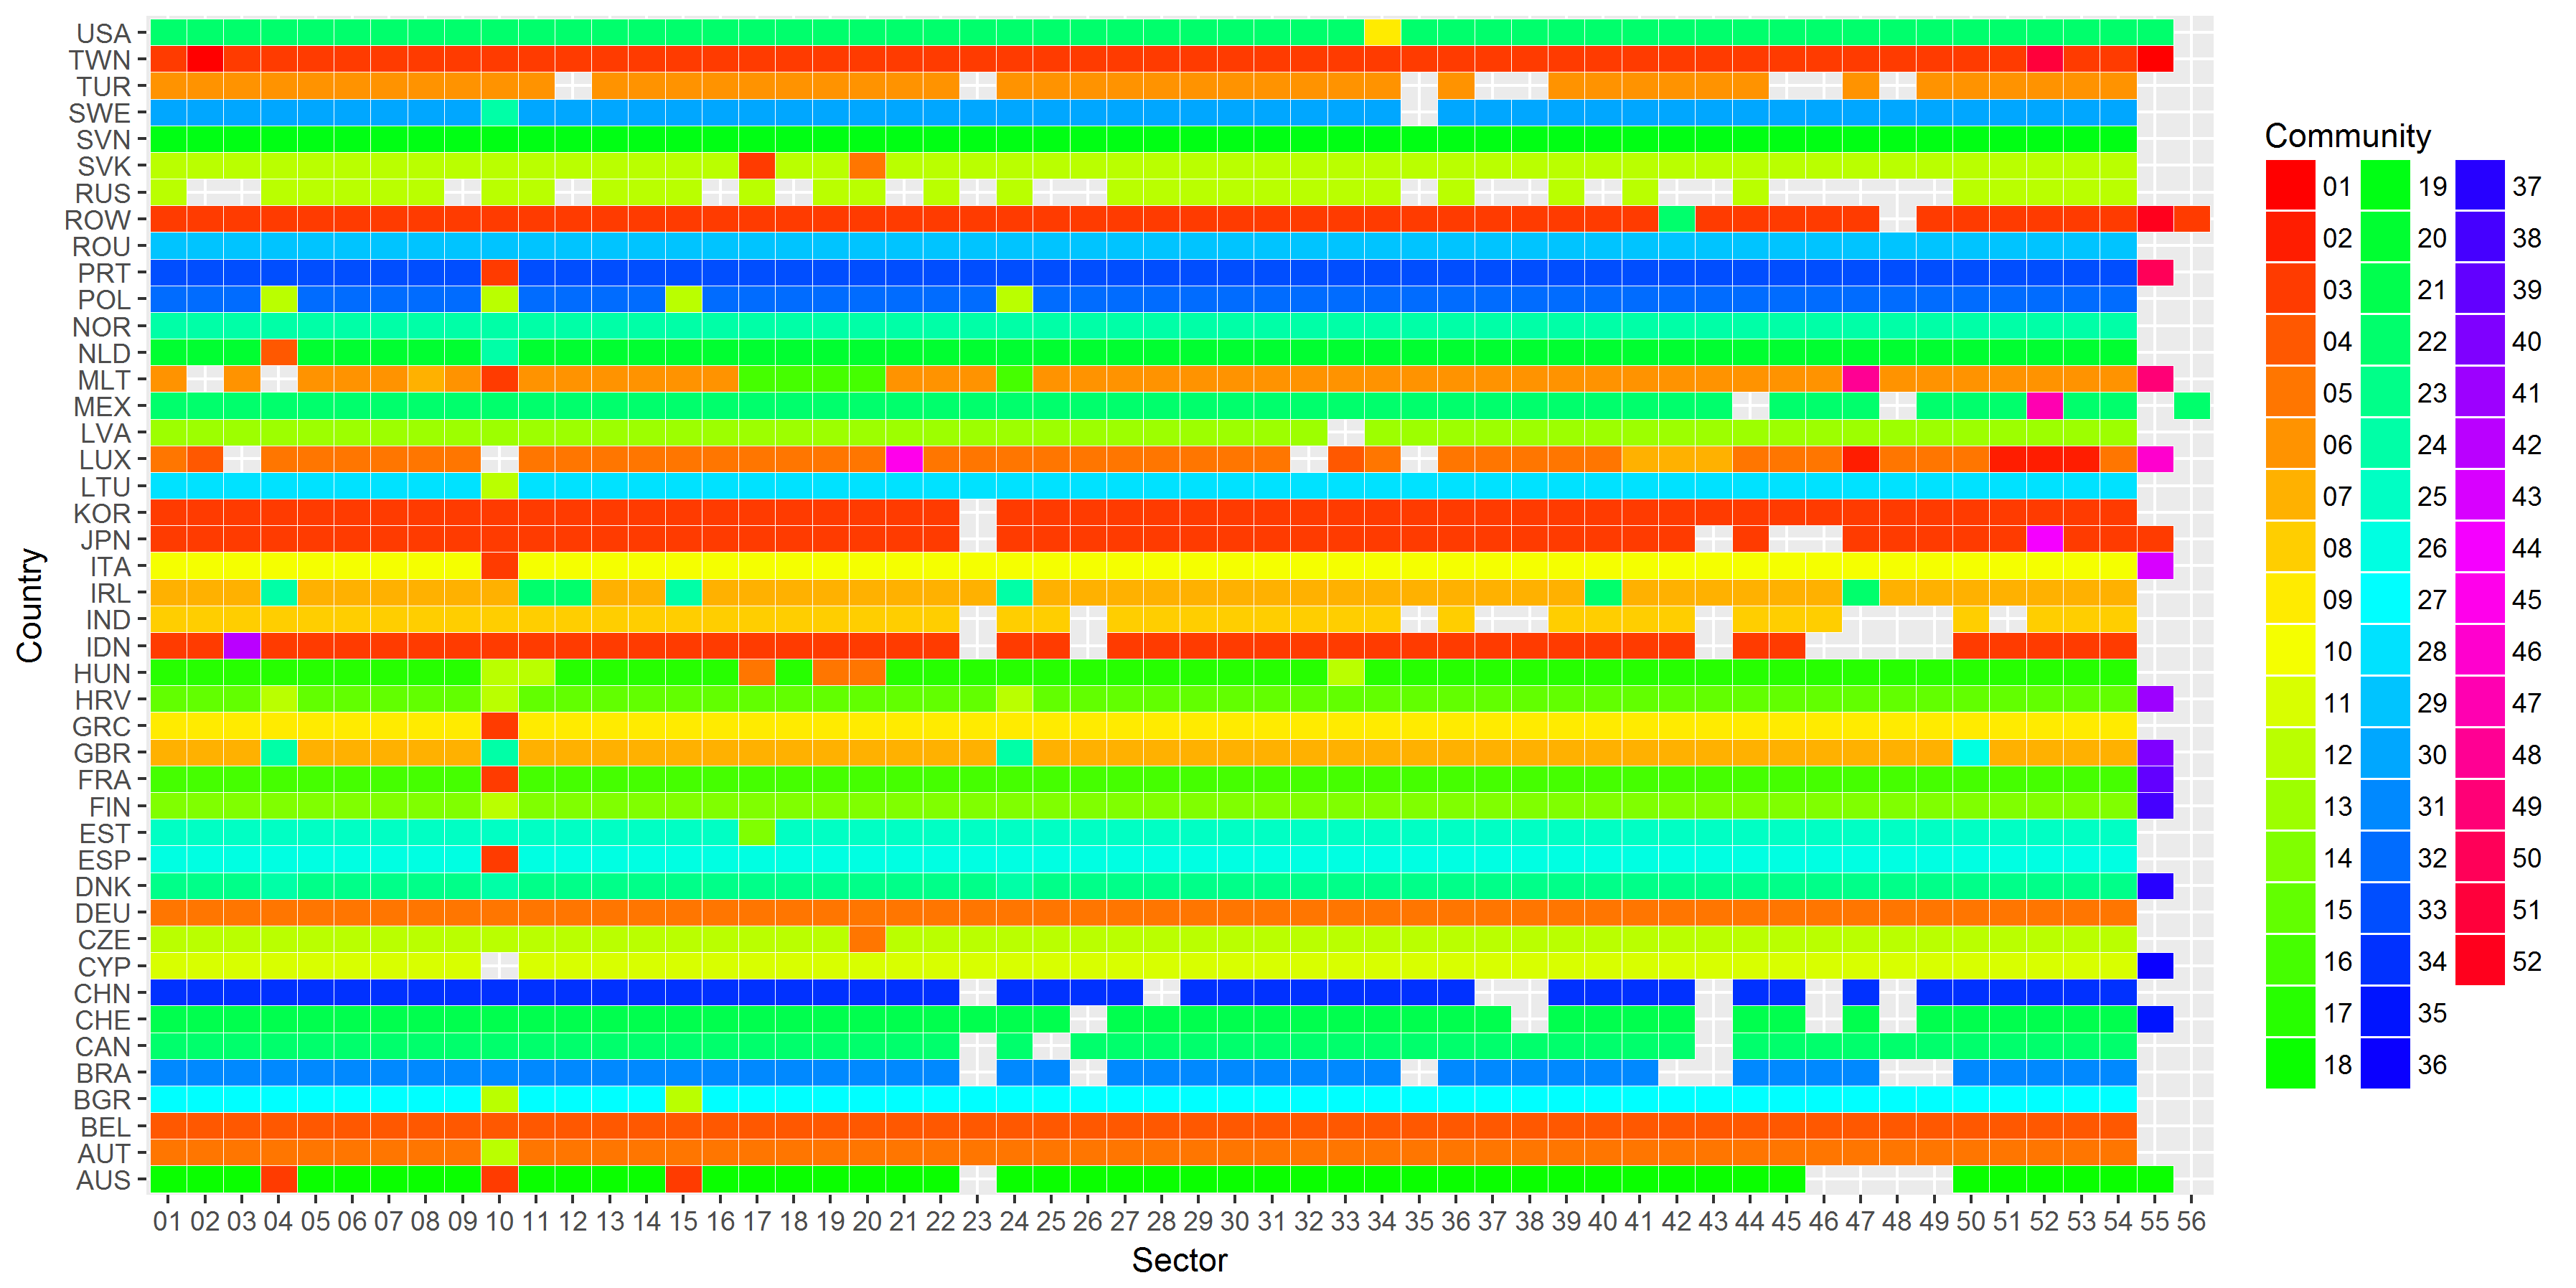 Country
USA
TWN
TUR
SWE
SVN
SVK
RUS
ROW
ROU
PRT
POL
NOR
NLD
MLT
MEX
LVA
LUX
LTU
KOR
JPN
ITA
IRL
IND
IDN
HUN
HRV
GRC
GBR
FRA
FIN
EST
ESP
DNK
DEU
CZE
CYP
CHN
CHE
CAN
BRA
BGR
BEL
AUT
AUS
01 02 03 04 05 06 07 08 09 10 11 12 13 14 15 16 17 18 19 20 21 22 23 24 25 26 27 28 29 30 31 32 33 34 35 36 37 38 39 40 41 42 43 44 45 46 47 48 49 50 51 52 53 54 55 56
Sector
Community
01 19 37
02 20 38
03 21 39
04 22 40
05 23 41
06 24 42
07 25 43
08 26 44
09 27 45
10 28 46
11 29 47
12 30 48
13 31 49
14 32 50
15 33 51
16 34 52
17 35
18 36